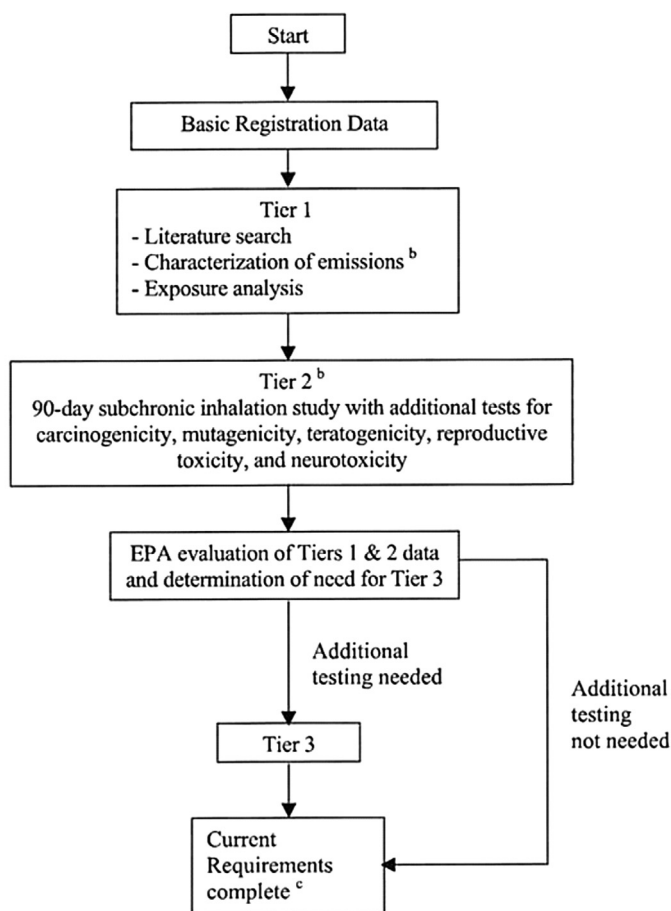 Start
Basic Registration Data
Tier 1
- Literature search
- Characterization of emissions b
- Exposure analysis
Tier 2 b
90-day subchronic inhalation study with additional tests for
carcinogenicity, mutagenicity, teratogenicity, reproductive
toxicity, and neurotoxicity
EPA evaluation of Tiers 1 & 2 data
and determination of need for Tier 3
Additional
testing needed
Additional
testing
not needed
Tier 3
Current
Requirements
complete c